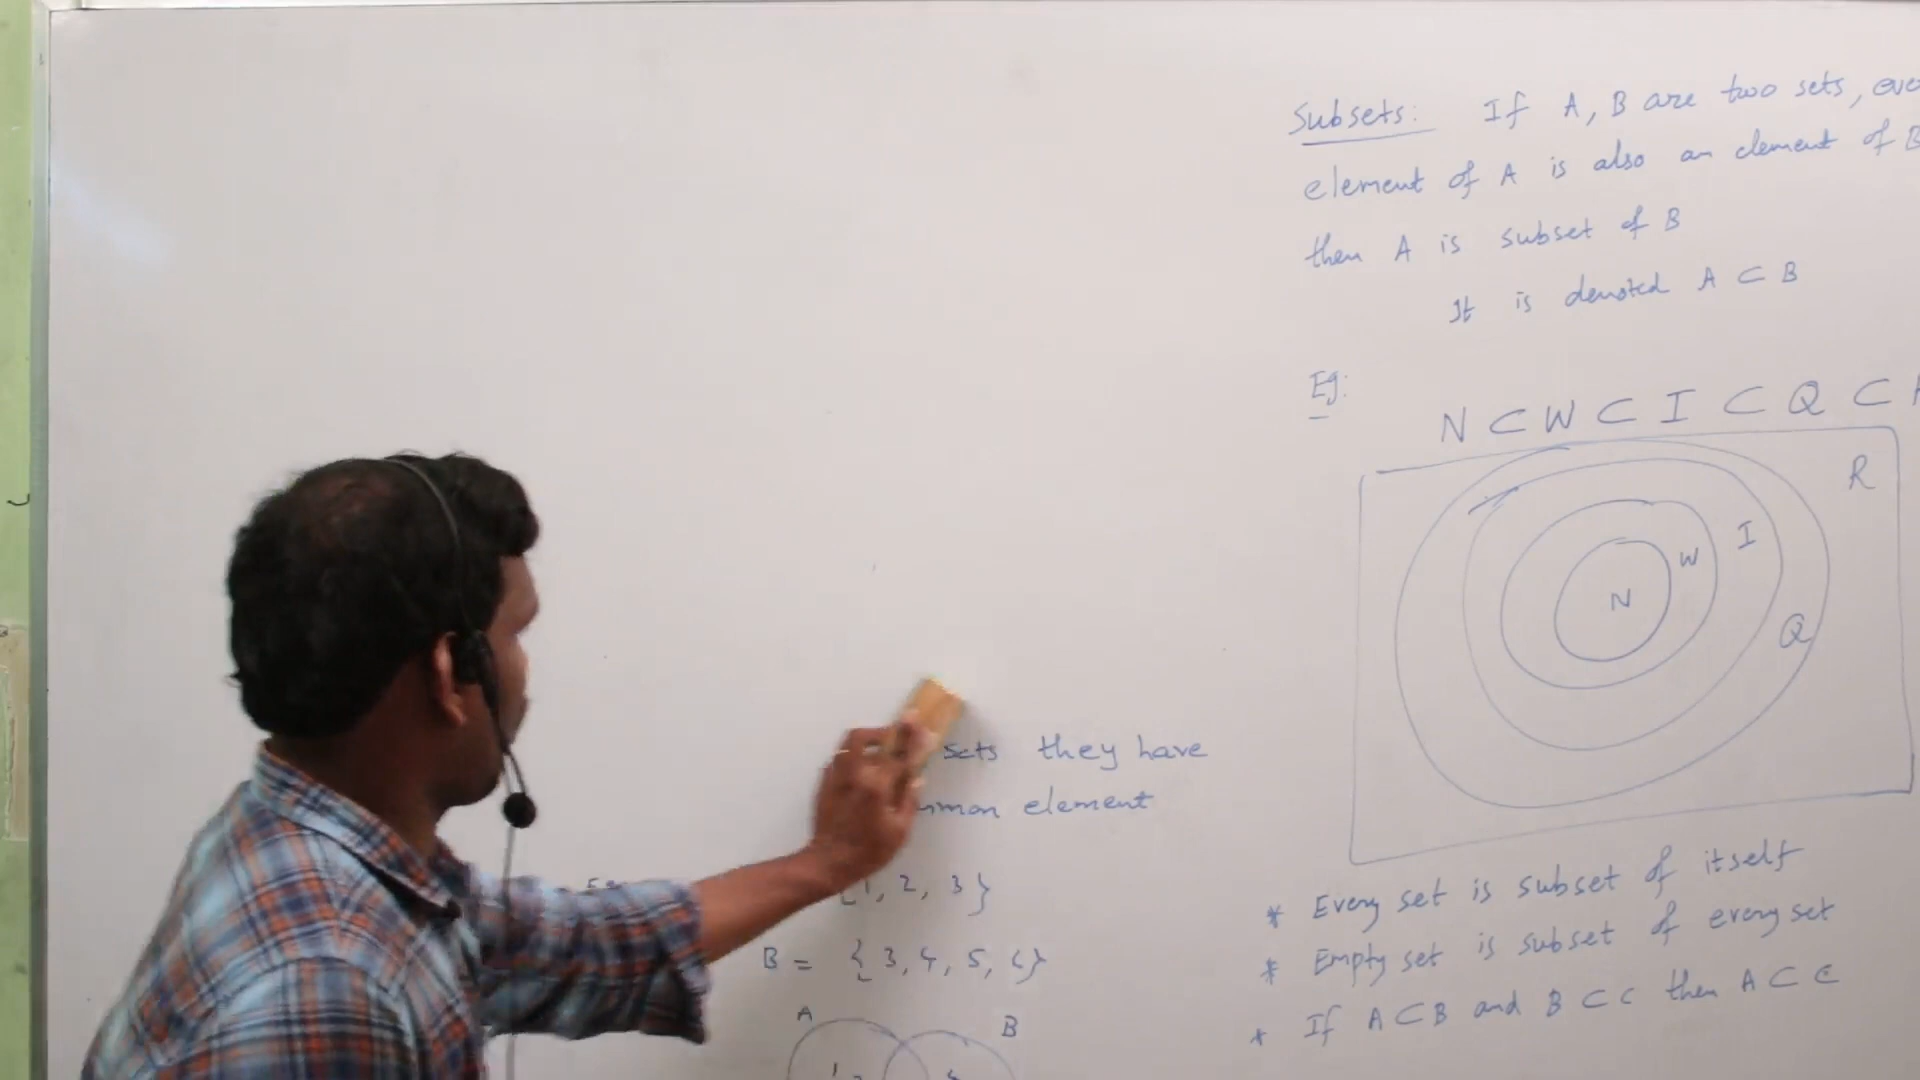 sets they have
element
{1, 2, 3}
B = {3, 4, 5, 6}
A B
Subsets: If A, B are two sets,
element of A is also an element of B
then A is subset of B
It is denoted A ⊂ B
Eg:
N ⊂ W ⊂ I ⊂ Q ⊂
R
I
W
N
Q
* Every set is subset of itself
* Empty set is subset of every set
* If A ⊂ B and B ⊂ C then A ⊂ C